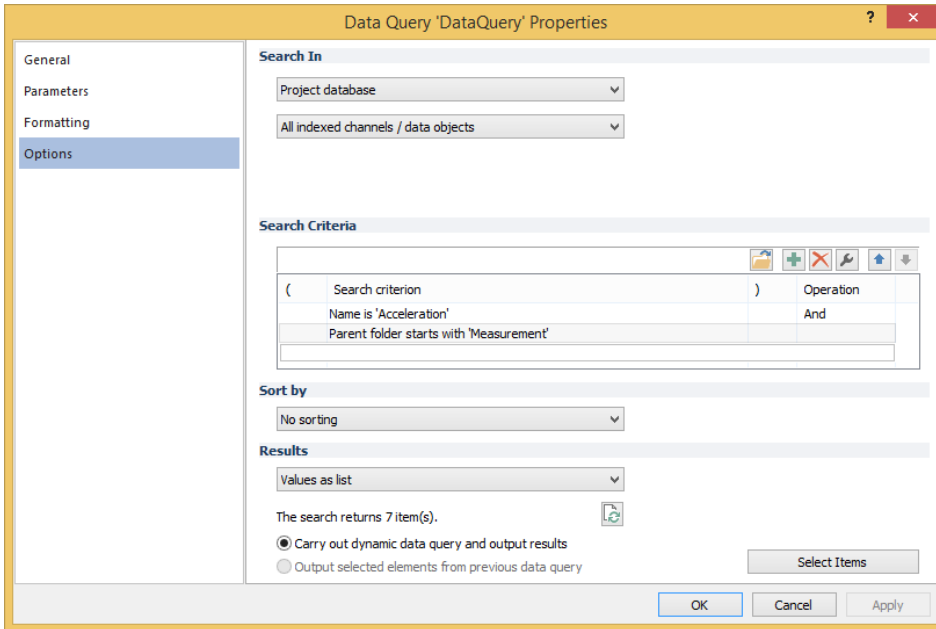 Data Query 'DataQuery' Properties
?
General
Parameters
Formatting
Options
Search In
Project database
All indexed channels / data objects
Search Criteria
( Search criterion ) Operation
Name is 'Acceleration' And
Parent folder starts with 'Measurement'
Sort by
No sorting
Results
Values as list
The search returns 7 item(s).
Carry out dynamic data query and output results
Output selected elements from previous data query
Select Items
OK Cancel Apply